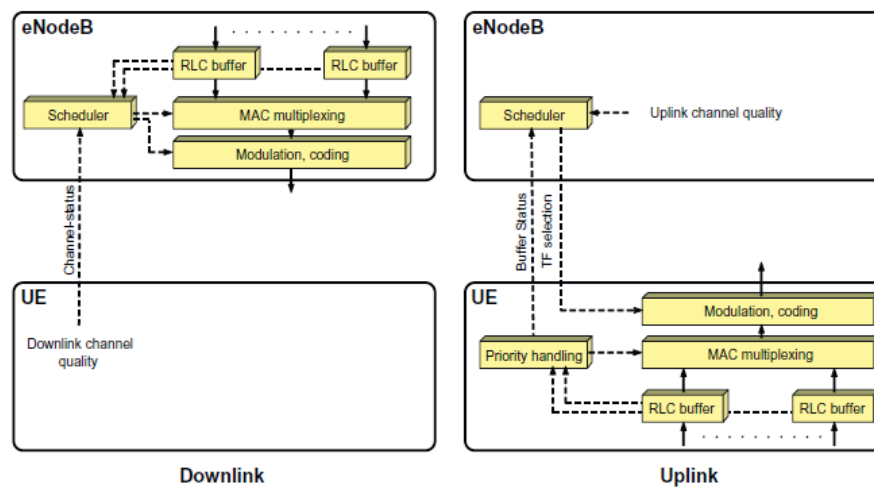 eNodeB
RLC buffer
RLC buffer
Scheduler
MAC multiplexing
Modulation, coding
Channel-status
UE
Downlink channel
quality
Downlink
eNodeB
Scheduler
Uplink channel quality
Buffer Status
TF selection
UE
Modulation, coding
Priority handling
MAC multiplexing
RLC buffer
RLC buffer
Uplink